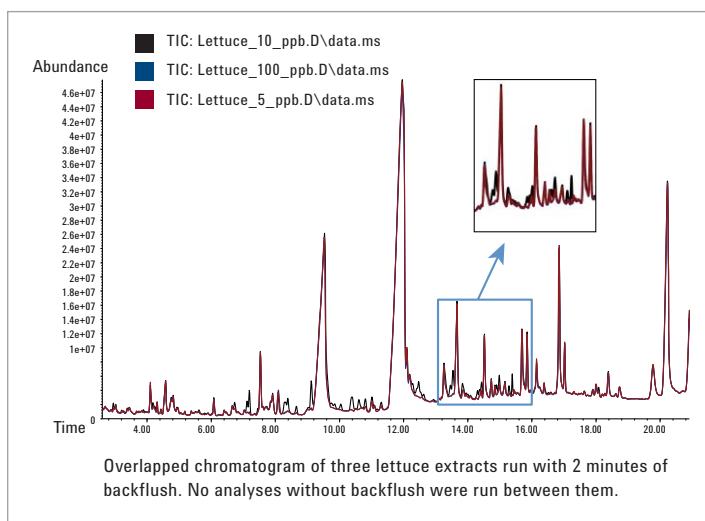 TIC: Lettuce_10_ppb.D\data.ms
Abundance
TIC: Lettuce_100_ppb.D\data.ms
TIC: Lettuce_5_ppb.D\data.ms
4.6e+07
4.4e+07
4.2e+07
4e+07
3.8e+07
3.6e+07
3.4e+07
3.2e+07
3e+07
2.8e+07
2.6e+07
2.4e+07
2.2e+07
2e+07
1.8e+07
1.6e+07
1.4e+07
1.2e+07
1e+07
0
Time 4.00 6.00 8.00 10.00 12.00 14.00 16.00 18.00 20.00
Overlapped chromatogram of three lettuce extracts run with 2 minutes of
backflush. No analyses without backflush were run between them.